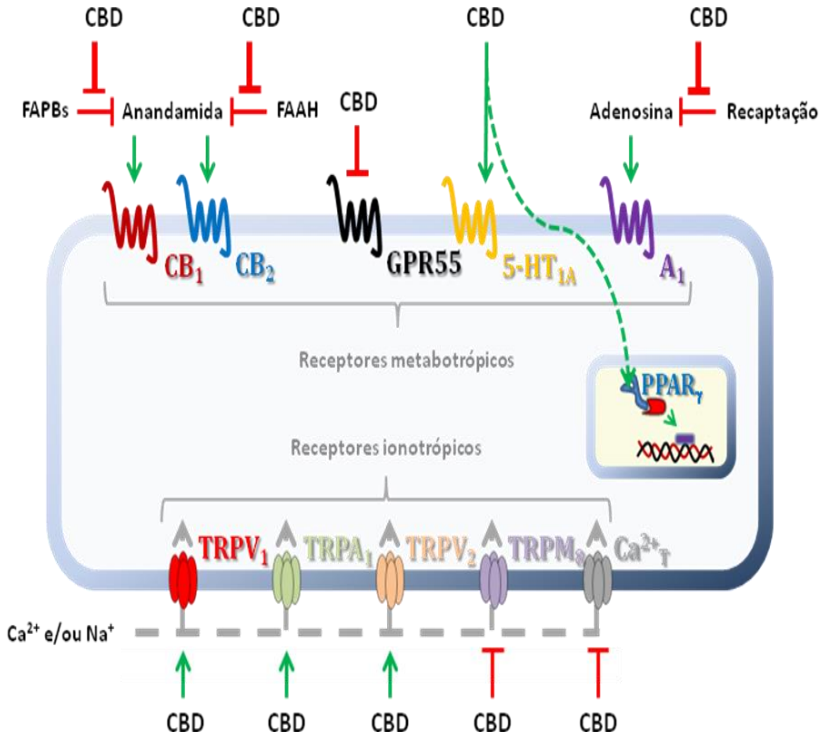 CBD CBD CBD CBD
FAPBs Anandamida FAAH CBD Adenosina Recaptação
CB₁ CB₂ GPR55 5-HT₁A A₁
Receptores metabotrópicos
PPARᵧ
Receptores ionotrópicos
TRPV₁ TRPA₁ TRPV₂ TRPM₈ Ca²⁺T
Ca²⁺ e/ou Na⁺
CBD CBD CBD CBD CBD